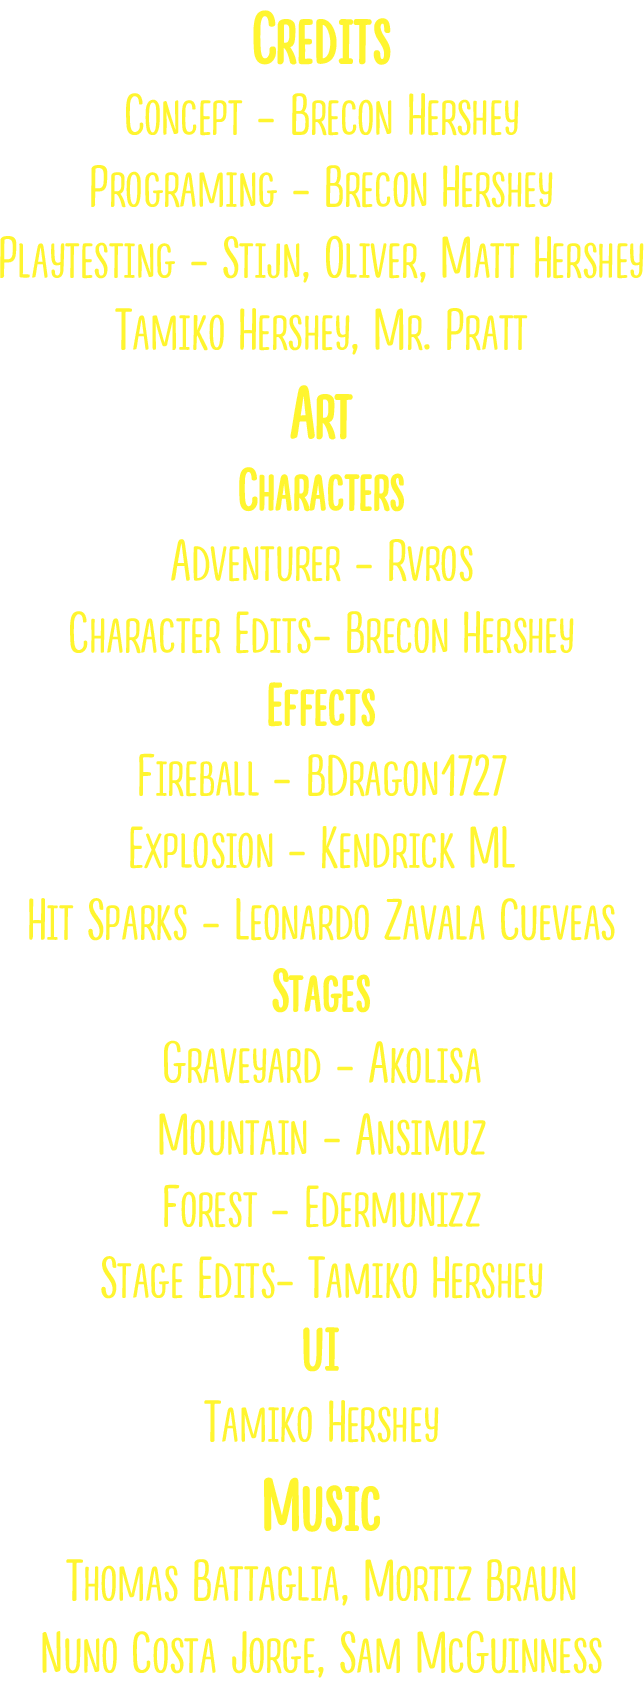 Credits
Concept - Brecon Hershey
Programing - Brecon Hershey
Playtesting - Stijn, Oliver, Matt Hershey
Tamiko Hershey, Mr. Pratt
Art
Characters
Adventurer - Rvros
Character Edits- Brecon Hershey
Effects
Fireball - BDragon1727
Explosion - Kendrick ML
Hit Sparks - Leonardo Zavala Cueveas
Stages
Graveyard - Akolisa
Mountain - Ansimuz
Forest - Edermunizz
Stage Edits- Tamiko Hershey
UI
Tamiko Hershey
Music
Thomas Battaglia, Mortiz Braun
Nuno Costa Jorge, Sam McGuinness